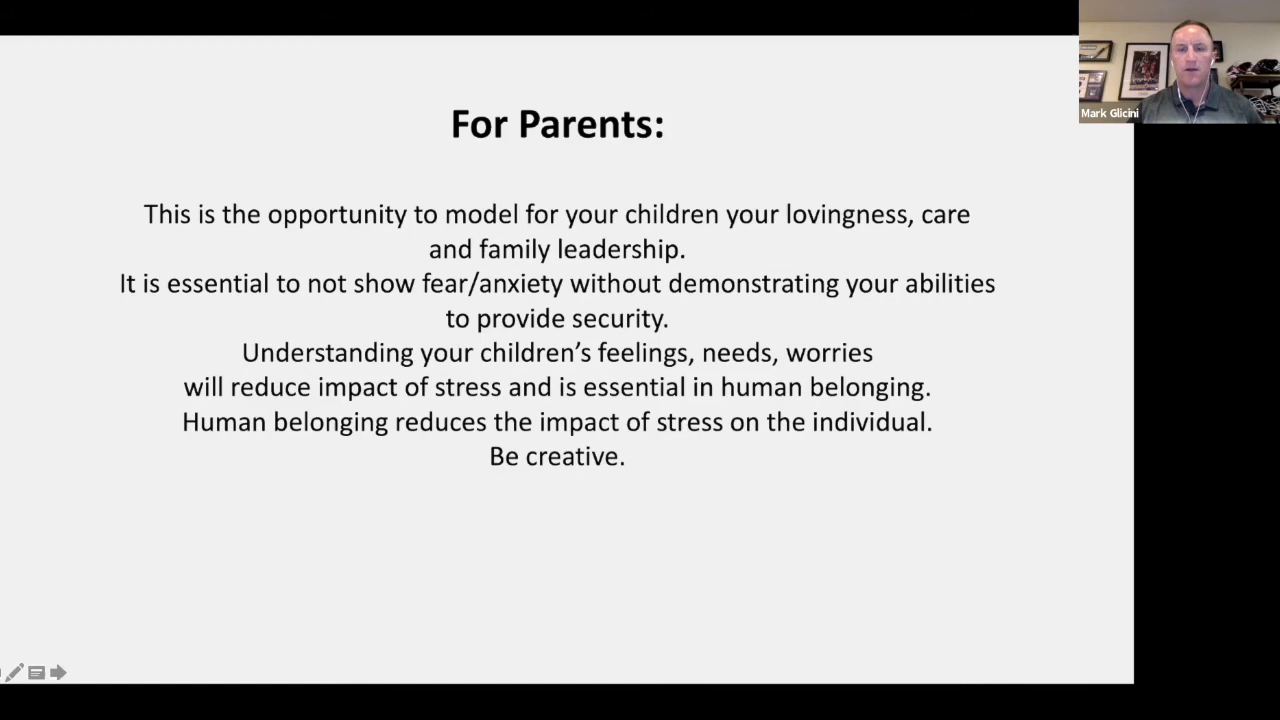 For Parents:
This is the opportunity to model for your children your lovingness, care
and family leadership.
It is essential to not show fear/anxiety without demonstrating your abilities
to provide security.
Understanding your children’s feelings, needs, worries
will reduce impact of stress and is essential in human belonging.
Human belonging reduces the impact of stress on the individual.
Be creative.
Mark Glicini